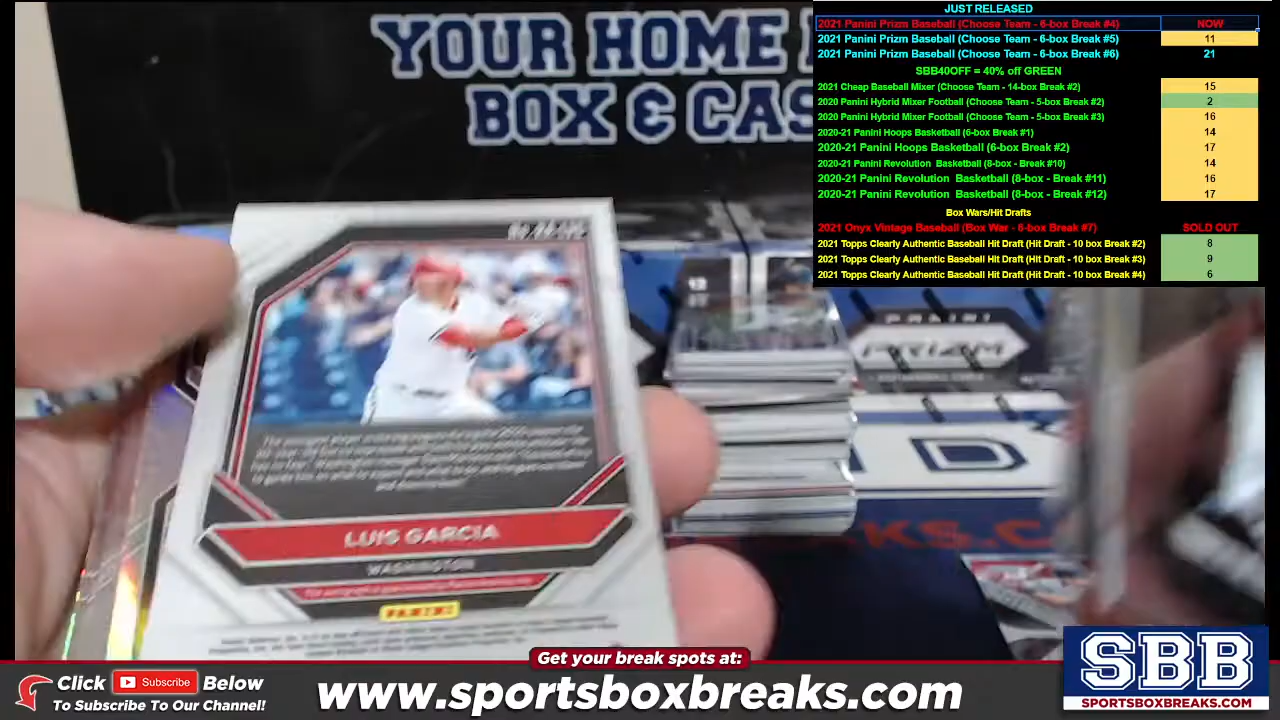 YOUR HOME
BOX & CAS
JUST RELEASED
2021 Panini Prizm Baseball (Choose Team - 6-box Break #4) NOW
2021 Panini Prizm Baseball (Choose Team - 6-box Break #5) 11
2021 Panini Prizm Baseball (Choose Team - 6-box Break #6) 21
SBB40OFF = 40% off GREEN
2021 Cheap Baseball Mixer (Choose Team - 14-box Break #2) 15
2020 Panini Hybrid Mixer Football (Choose Team - 5-box Break #2) 2
2020 Panini Hybrid Mixer Football (Choose Team - 5-box Break #3) 16
2020-21 Panini Hoops Basketball (6-box Break #1) 14
2020-21 Panini Hoops Basketball (6-box Break #2) 17
2020-21 Panini Revolution Basketball (8-box - Break #10) 14
2020-21 Panini Revolution Basketball (8-box - Break #11) 16
2020-21 Panini Revolution Basketball (8-box - Break #12) 17
Box Wars/Hit Drafts
2021 Onyx Vintage Baseball (Box War - 6-box Break #7) SOLD OUT
2021 Topps Clearly Authentic Baseball Hit Draft (Hit Draft - 10 box Break #2) 8
2021 Topps Clearly Authentic Baseball Hit Draft (Hit Draft - 10 box Break #3) 9
2021 Topps Clearly Authentic Baseball Hit Draft (Hit Draft - 10 box Break #4) 6
PANINI
PRIZM
D
KS.C
LUIS GARCIA
WASHINGTON
PANINI
Get your break spots at:
Click Subscribe Below
To Subscribe To Our Channel!
www.sportsboxbreaks.com
SBB
SPORTSBOXBREAKS.COM